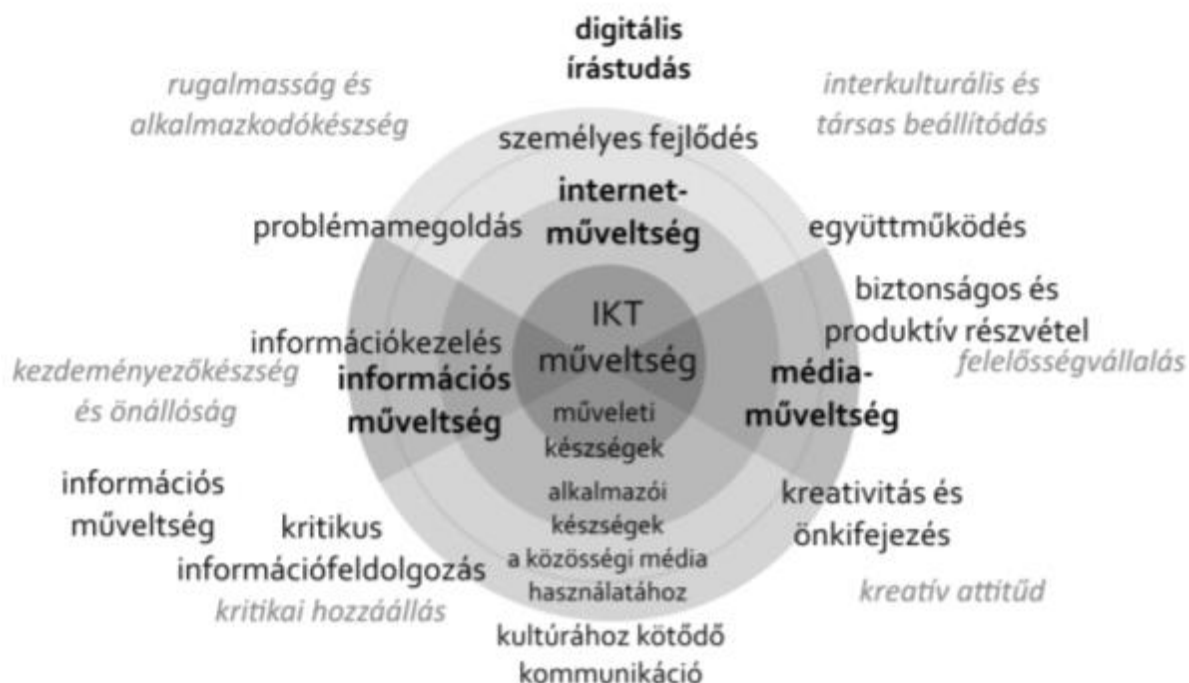 digitális
írástudás
rugalmasság és
alkalmazkodókészség
interkulturális és
társas beállítódás
személyes fejlődés
internet-
műveltség
problémamegoldás
együttműködés
IKT
műveltség
biztonságos és
produktív részvétel
felelősségvállalás
információkezelés
információs
műveltség
kezdeményezőkészség
és önállóság
média-
műveltség
műveleti
készségek
információs
műveltség
kritikus
információfeldolgozás
kritikai hozzáállás
alkalmazói
készségek
a közösségi média
használatához
kreativitás és
önkifejezés
kreatív attitűd
kultúrához kötődő
kommunikáció